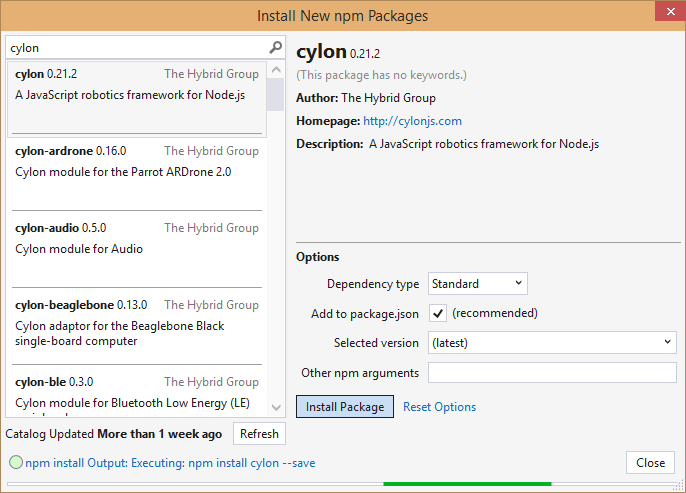 Install New npm Packages
cylon
cylon 0.21.2 The Hybrid Group
A JavaScript robotics framework for Node.js
cylon-ardrone 0.16.0 The Hybrid Group
Cylon module for the Parrot ARDrone 2.0
cylon-audio 0.5.0 The Hybrid Group
Cylon module for Audio
cylon-beaglebone 0.13.0 The Hybrid Group
Cylon adaptor for the Beaglebone Black
single-board computer
cylon-ble 0.3.0 The Hybrid Group
Cylon module for Bluetooth Low Energy (LE)
Catalog Updated More than 1 week ago Refresh
cylon 0.21.2
(This package has no keywords.)
Author: The Hybrid Group
Homepage: http://cylonjs.com
Description: A JavaScript robotics framework for Node.js
Options
Dependency type Standard
Add to package.json (recommended)
Selected version (latest)
Other npm arguments
Install Package Reset Options
npm install Output: Executing: npm install cylon --save
Close